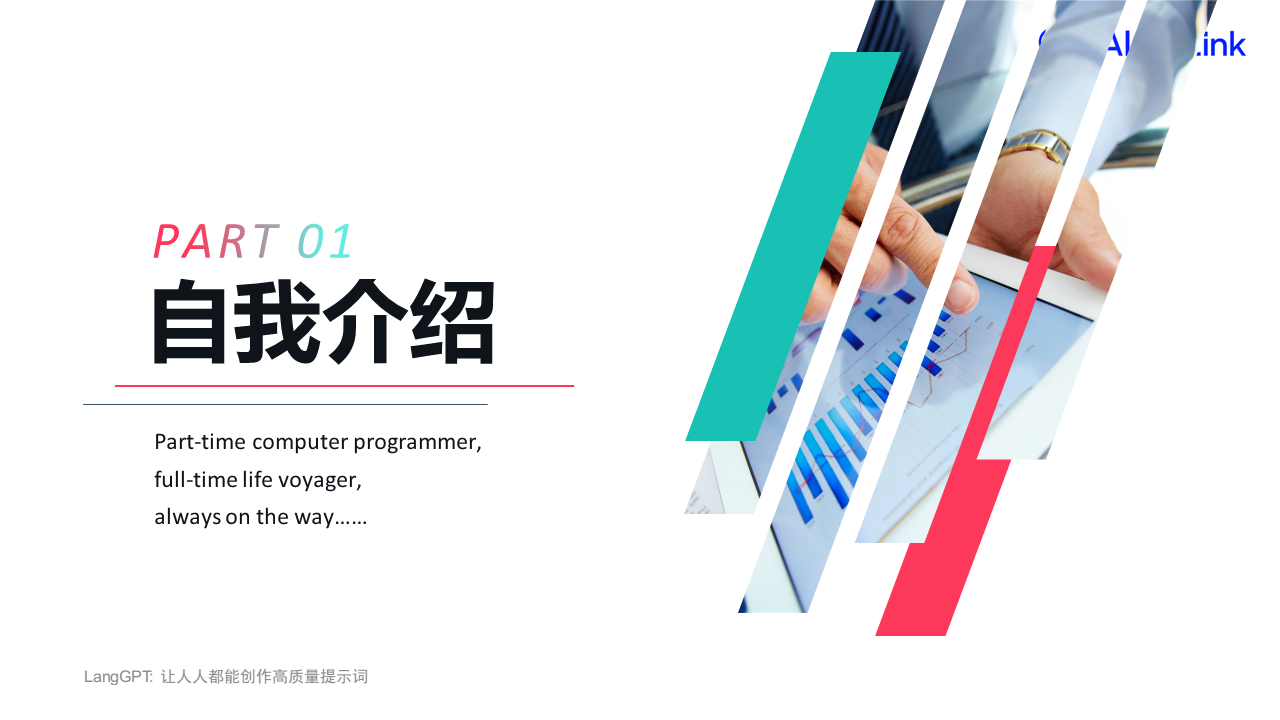 PART 01
自我介绍
Part-time computer programmer,
full-time life voyager,
always on the way……
LangGPT: 让人人都能创作高质量提示词